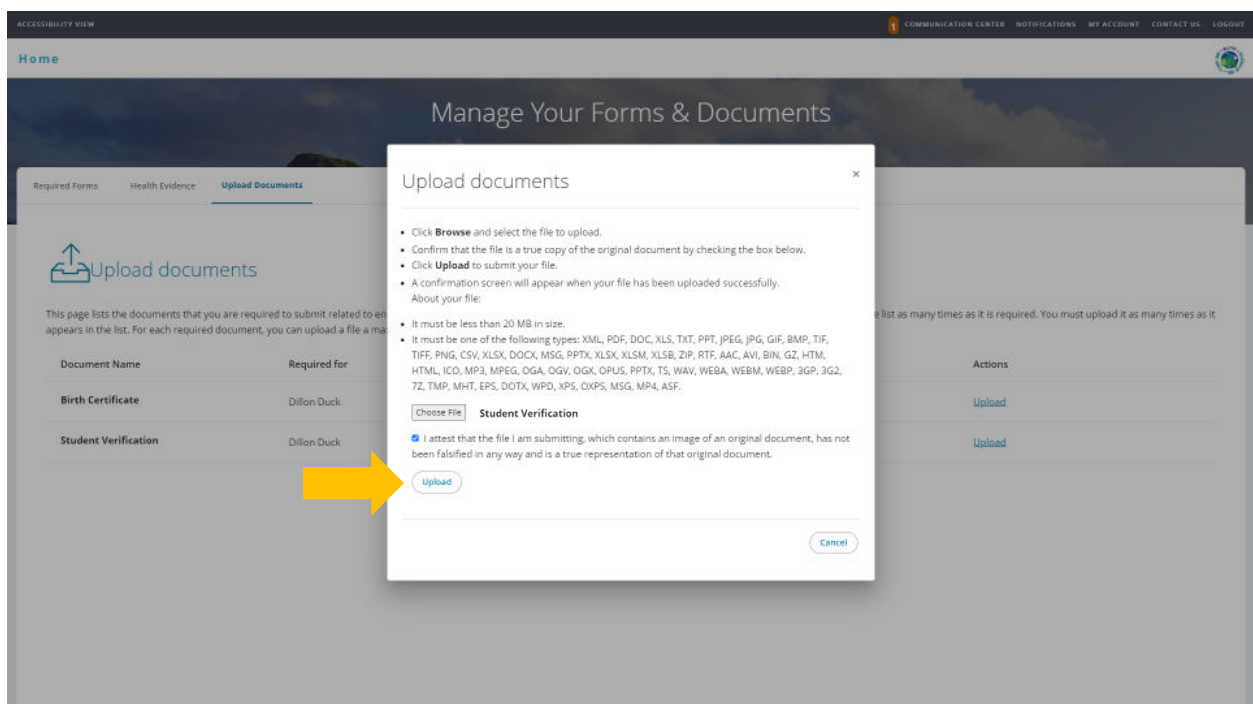 ACCESSIBILITY VIEW
1 COMMUNICATION CENTER NOTIFICATIONS MY ACCOUNT CONTACT US LOGOUT
Home
Manage Your Forms & Documents
Required Forms Health Evidence Upload Documents
Upload documents
This page lists the documents that you are required to submit related to en
e list as many times as it is required. You must upload it as many times as it
appears in the list. For each required document, you can upload a file a ma
Document Name Required for Actions
Birth Certificate Dillon Duck Upload
Student Verification Dillon Duck Upload
Upload documents ×
• Click Browse and select the file to upload.
• Confirm that the file is a true copy of the original document by checking the box below.
• Click Upload to submit your file.
• A confirmation screen will appear when your file has been uploaded successfully.
About your file:
• It must be less than 20 MB in size.
• It must be one of the following types: XML, PDF, DOC, XLS, TXT, PPT, JPEG, JPG, GIF, BMP, TIF,
TIFF, PNG, CSV, XLSX, DOCX, MSG, PPTX, XLSX, XLSM, XLSB, ZIP, RTF, AAC, AVI, BIN, GZ, HTM,
HTML, ICO, MP3, MPEG, OGA, OGV, OGX, OPUS, PPTX, TS, WAV, WEBA, WEBM, WEBP, 3GP, 3G2,
7Z, TMP, MHT, EPS, DOTX, WPD, XPS, OXPS, MSG, MP4, ASF.
Choose File Student Verification
I attest that the file I am submitting, which contains an image of an original document, has not
been falsified in any way and is a true representation of that original document.
Upload
Cancel